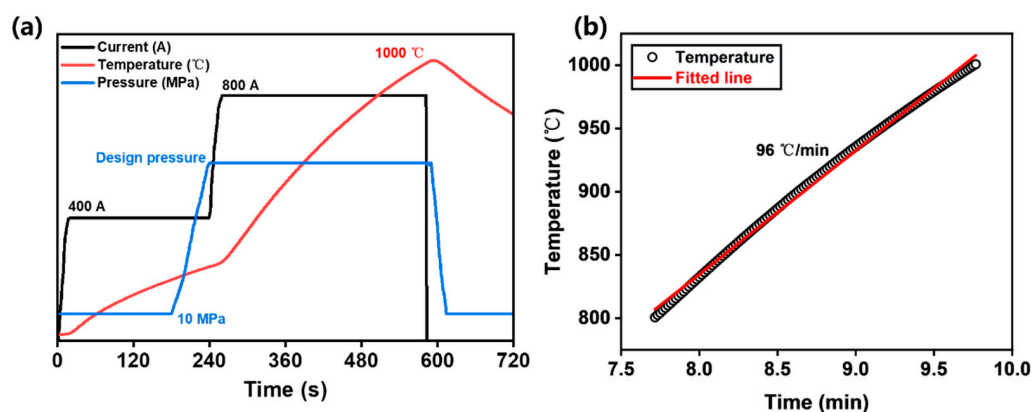 (a)
Current (A)
Temperature (℃)
Pressure (MPa)
1000 ℃
800 A
Design pressure
400 A
10 MPa
0 120 240 360 480 600 720
Time (s)
(b)
Temperature
Fitted line
96 ℃/min
1000
950
900
850
800
Temperature (℃)
7.5 8.0 8.5 9.0 9.5 10.0
Time (min)